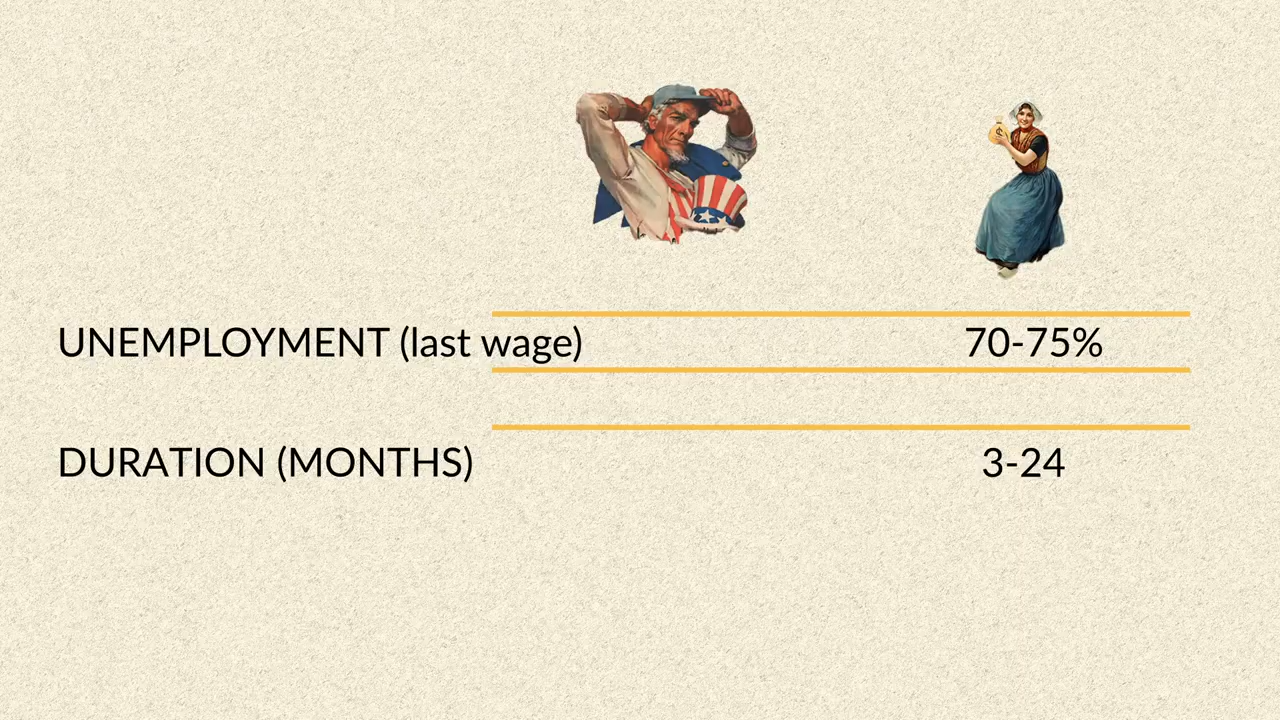 UNEMPLOYMENT (last wage) 70-75%
DURATION (MONTHS) 3-24